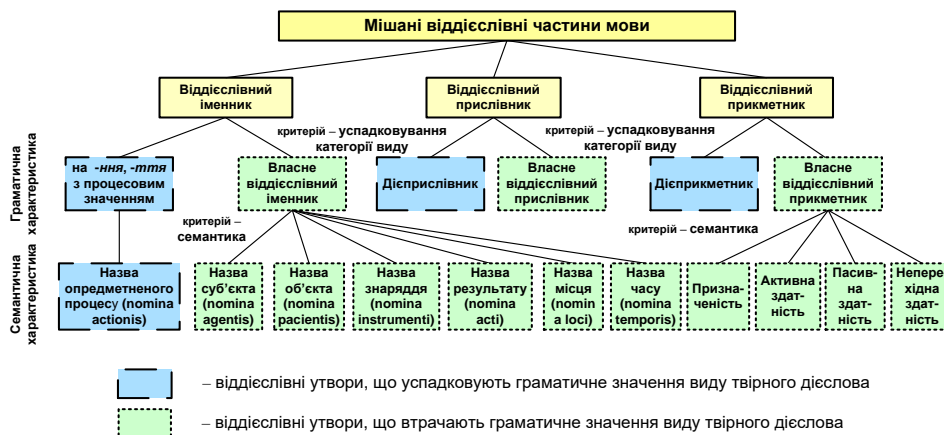 Мішані віддієслівні частини мови
Віддієслівний
іменник
Віддієслівний
прислівник
Віддієслівний
прикметник
критерій – успадковування
категорії виду
критерій – успадковування
категорії виду
Граматична
характеристика
на -ння, -ття
з процесовим
значенням
Власне
віддієслівний
іменник
Дієприслівник
Власне
віддієслівний
прислівник
Дієприкметник
Власне
віддієслівний
прикметник
критерій –
семантика
критерій – семантика
Семантична
характеристика
Назва
опредметненого
процесу (nomina
actionis)
Назва
суб’єкта
(nomina
agentis)
Назва
об’єкта
(nomina
pacientis)
Назва
знаряддя
(nomina
instrumenti)
Назва
результату
(nomina
acti)
Назва
місця
(nomin
a loci)
Назва
часу
(nomina
temporis)
Призна-
ченість
Активна
здат-
ність
Пасив-
на
здат-
ність
Непере
хідна
здат-
ність
– віддієслівні утвори, що успадковують граматичне значення виду твірного дієслова
– віддієслівні утвори, що втрачають граматичне значення виду твірного дієслова